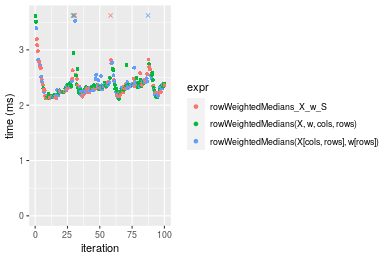 time (ms)
3
2
1
0
0
25
50
75
100
iteration
expr
rowWeightedMedians_X_w_S
rowWeightedMedians(X, w, cols, rows)
rowWeightedMedians(X[cols, rows], w[rows])